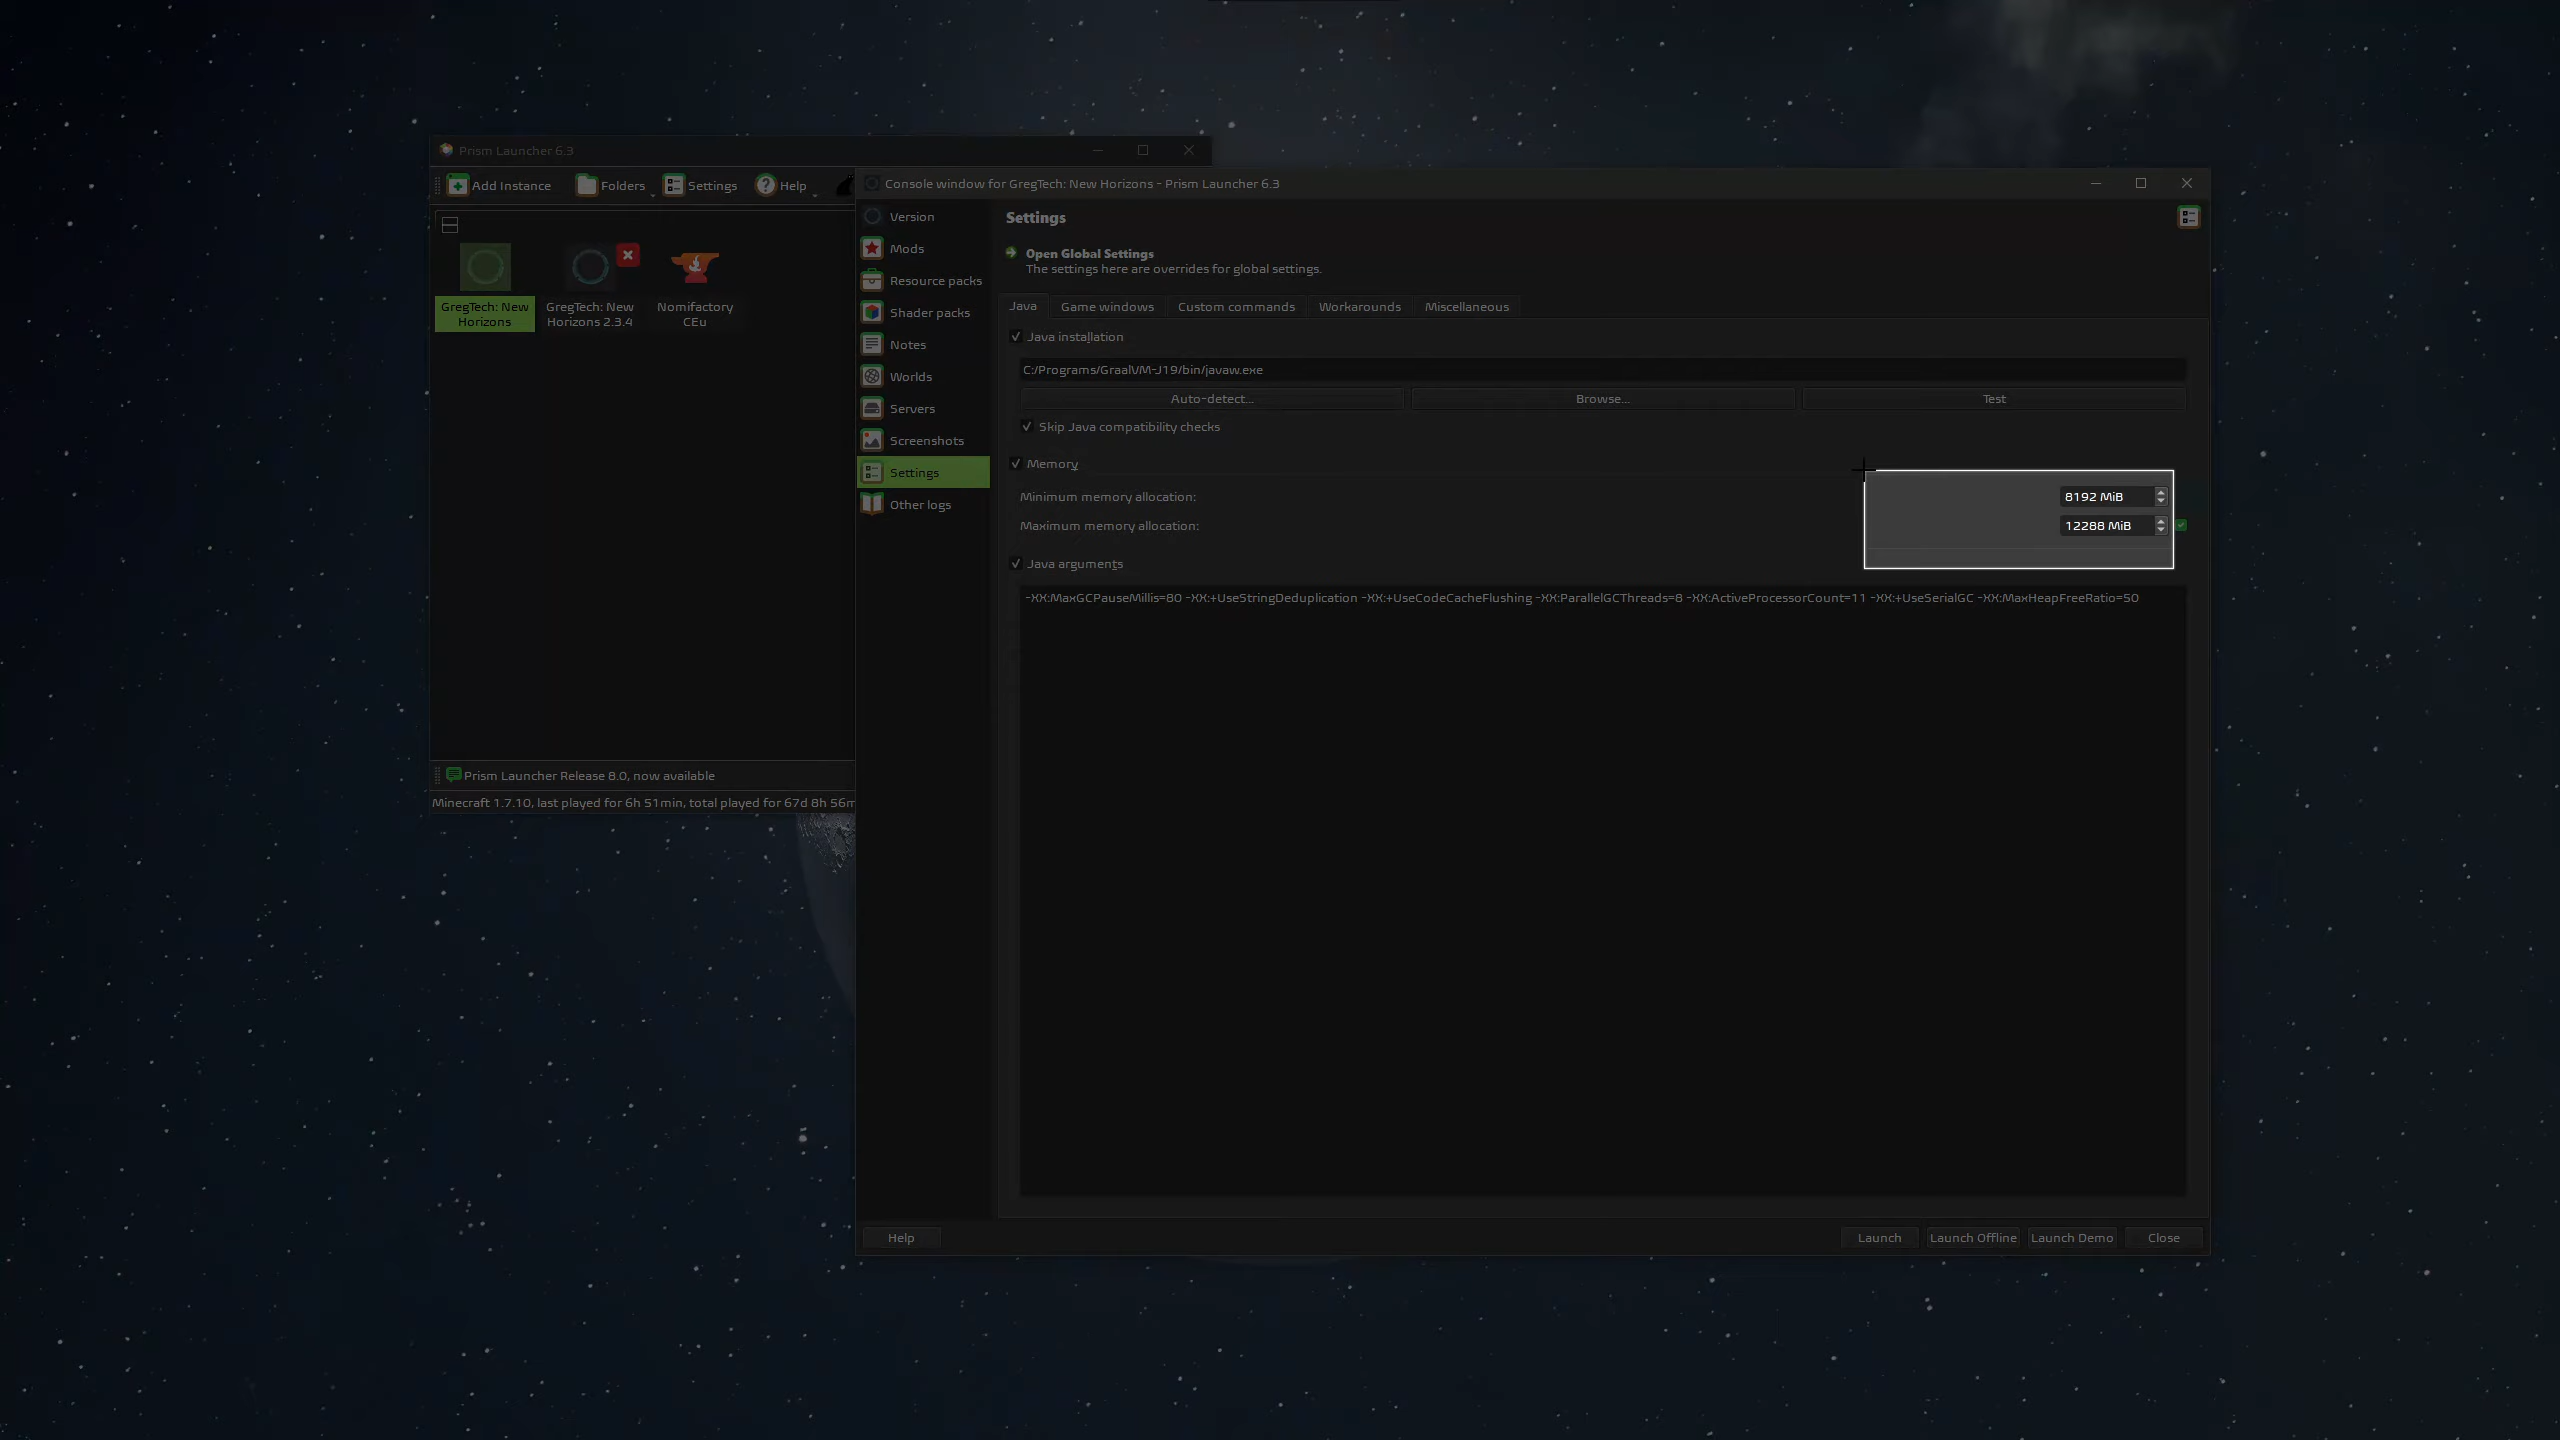 Prism Launcher 6.3
Add Instance
Folders
Settings
Help
GregTech: New
Horizons
GregTech: New
Horizons 2.3.4
Nomifactory
CEu
Prism Launcher Release 8.0, now available
Minecraft 1.7.10, last played for 6h 51min, total played for 67d 8h 56m
Console window for GregTech: New Horizons - Prism Launcher 6.3
Version
Mods
Resource packs
Shader packs
Notes
Worlds
Servers
Screenshots
Settings
Other logs
Settings
Open Global Settings
The settings here are overrides for global settings.
Java
Game windows
Custom commands
Workarounds
Miscellaneous
Java installation
C:/Programs/GraalVM-J19/bin/javaw.exe
Auto-detect...
Browse...
Test
Skip Java compatibility checks
Memory
Minimum memory allocation:
8192 MiB
Maximum memory allocation:
12288 MiB
Java arguments
-XX:MaxGCPauseMillis=80 -XX:+UseStringDeduplication -XX:+UseCodeCacheFlushing -XX:ParallelGCThreads=8 -XX:ActiveProcessorCount=11 -XX:+UseSerialGC -XX:MaxHeapFreeRatio=50
Help
Launch
Launch Offline
Launch Demo
Close